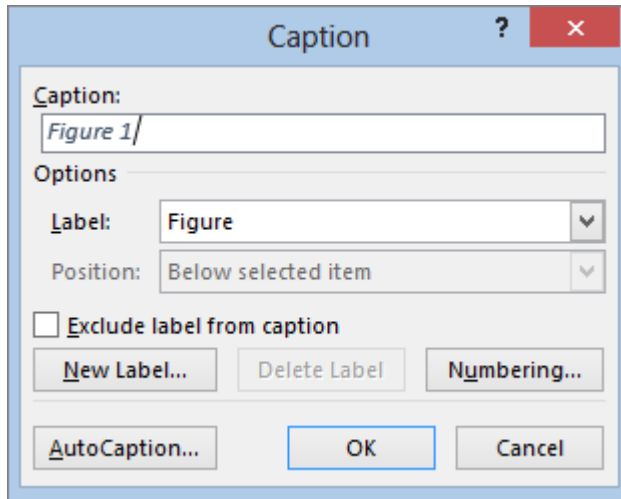 Caption ? ×
Caption:
Figure 1
Options
Label: Figure
Position: Below selected item
Exclude label from caption
New Label... Delete Label Numbering...
AutoCaption... OK Cancel